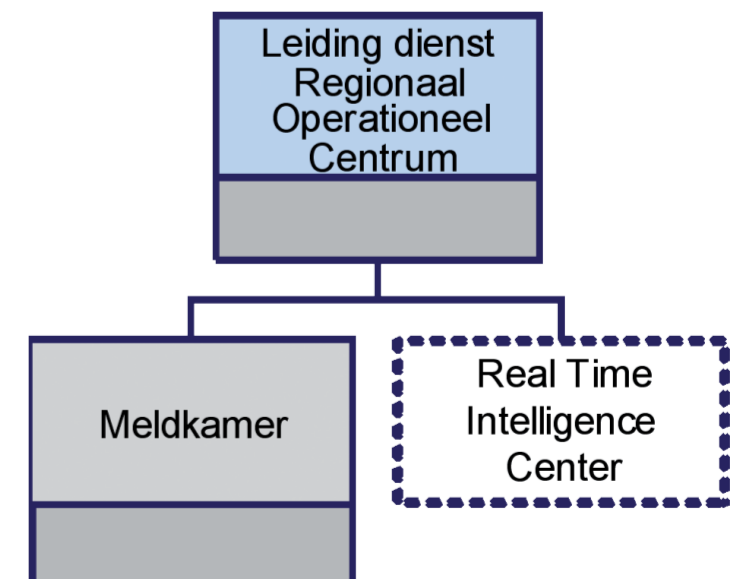 Leiding dienst
Regionaal
Operationeel
Centrum
Meldkamer
Real Time
Intelligence
Center